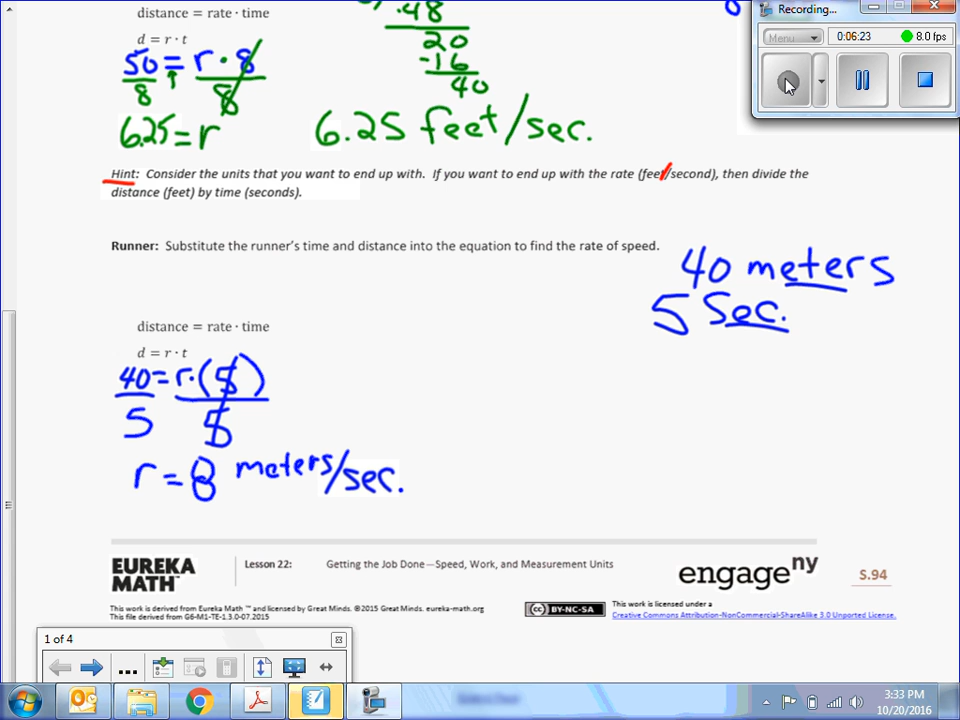 distance = rate · time
d = r · t
50 = r · 8
8 8
6.25 = r
.48
20
-16
40
6.25 feet/sec.
Recording...
Menu
0:06:23
8.0 fps
Hint: Consider the units that you want to end up with. If you want to end up with the rate (feet/second), then divide the
distance (feet) by time (seconds).
Runner: Substitute the runner's time and distance into the equation to find the rate of speed.
40 meters
5 Sec.
distance = rate · time
d = r · t
40 = r · (5)
5 5
r = 8 meters/sec.
EUREKA
MATH™
Lesson 22: Getting the Job Done—Speed, Work, and Measurement Units
engage ny
S.94
This work is derived from Eureka Math ™ and licensed by Great Minds. ©2015 Great Minds. eureka-math.org
This file derived from G6-M1-TE-1.3.0-07.2015
(cc) BY-NC-SA
This work is licensed under a
Creative Commons Attribution-NonCommercial-ShareAlike 3.0 Unported License.
1 of 4
3:33 PM
10/20/2016